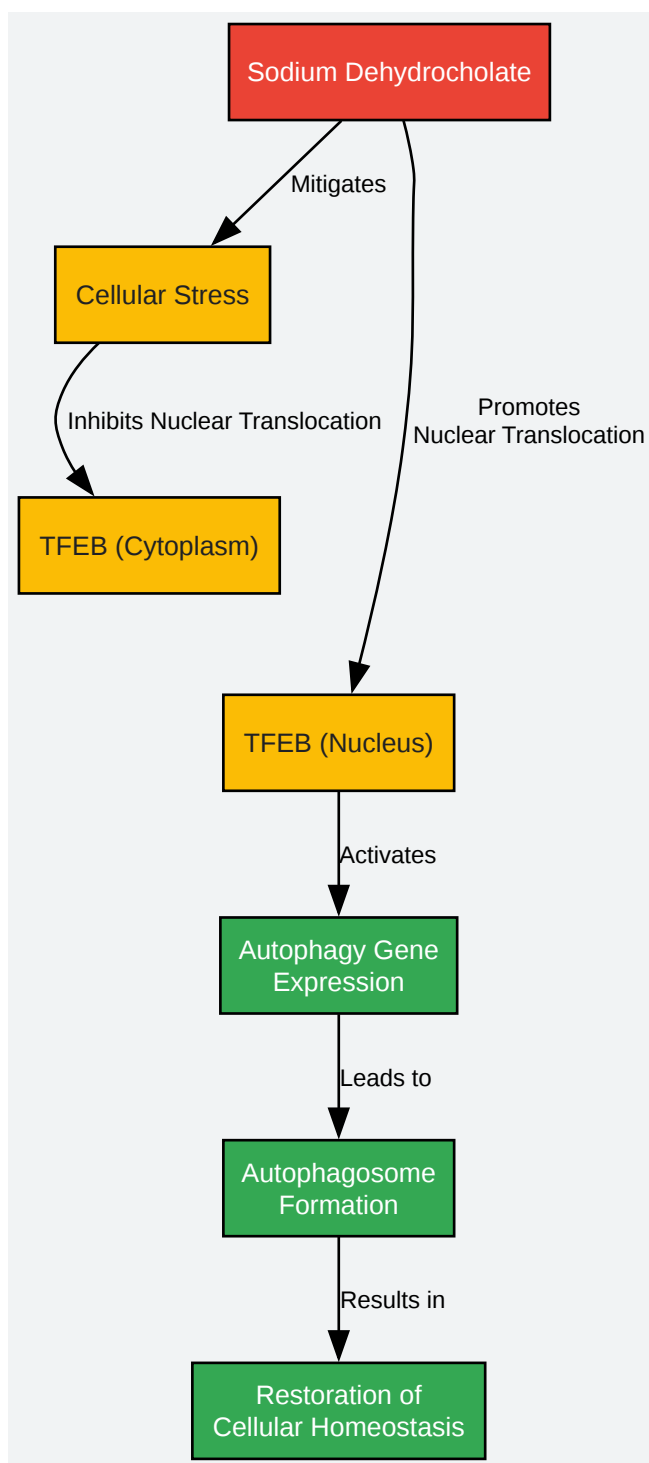 Sodium Dehydrocholate
Mitigates
Cellular Stress
Inhibits Nuclear Translocation
Promotes
Nuclear Translocation
TFEB (Cytoplasm)
TFEB (Nucleus)
Activates
Autophagy Gene
Expression
Leads to
Autophagosome
Formation
Results in
Restoration of
Cellular Homeostasis